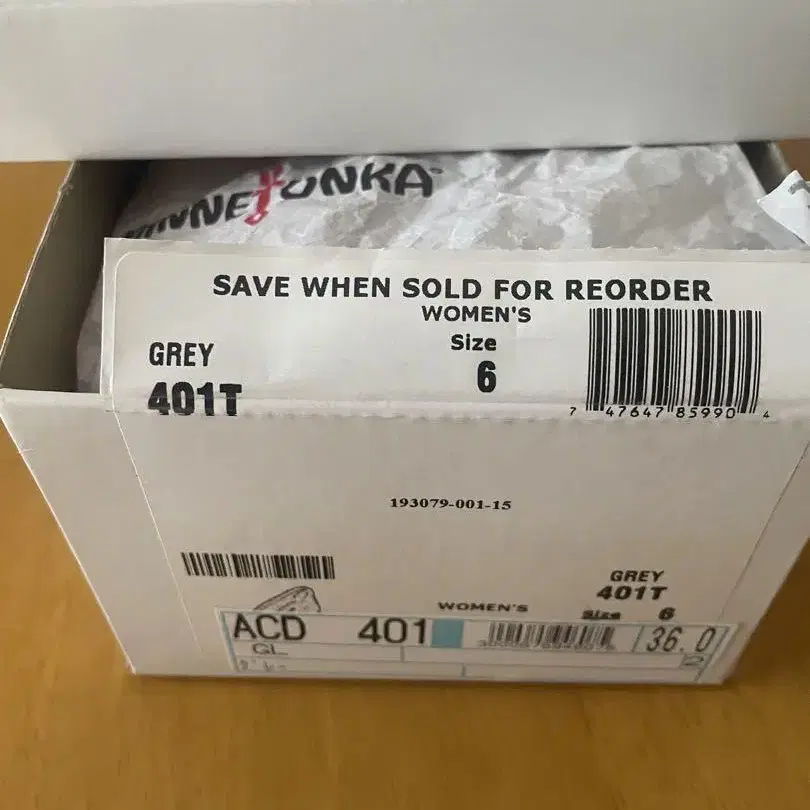 MINNETONKA
SAVE WHEN SOLD FOR REORDER
WOMEN'S
GREY
Size
401T
6
7 47647 85990 4
193079-001-15
GREY
401T
WOMEN'S
Size 6
ACD 401
36.0
GL
2